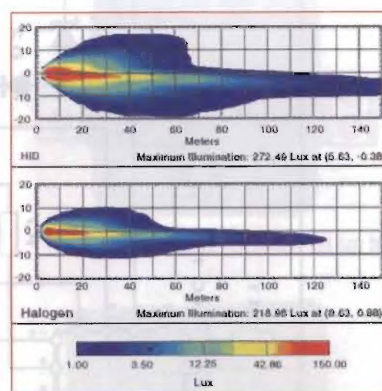 20
10
0
-10
-20
0 20 40 60 80 100 120 140
Meters
HID Maximum Illumination: 272.49 Lux at (5.63, -0.38
20
10
0
-10
-20
0 20 40 60 80 100 120 140
Meters
Halogen Maximum Illumination: 218.96 Lux at (8.63, 0.88)
1.00 3.50 12.25 42.86 150.00
Lux